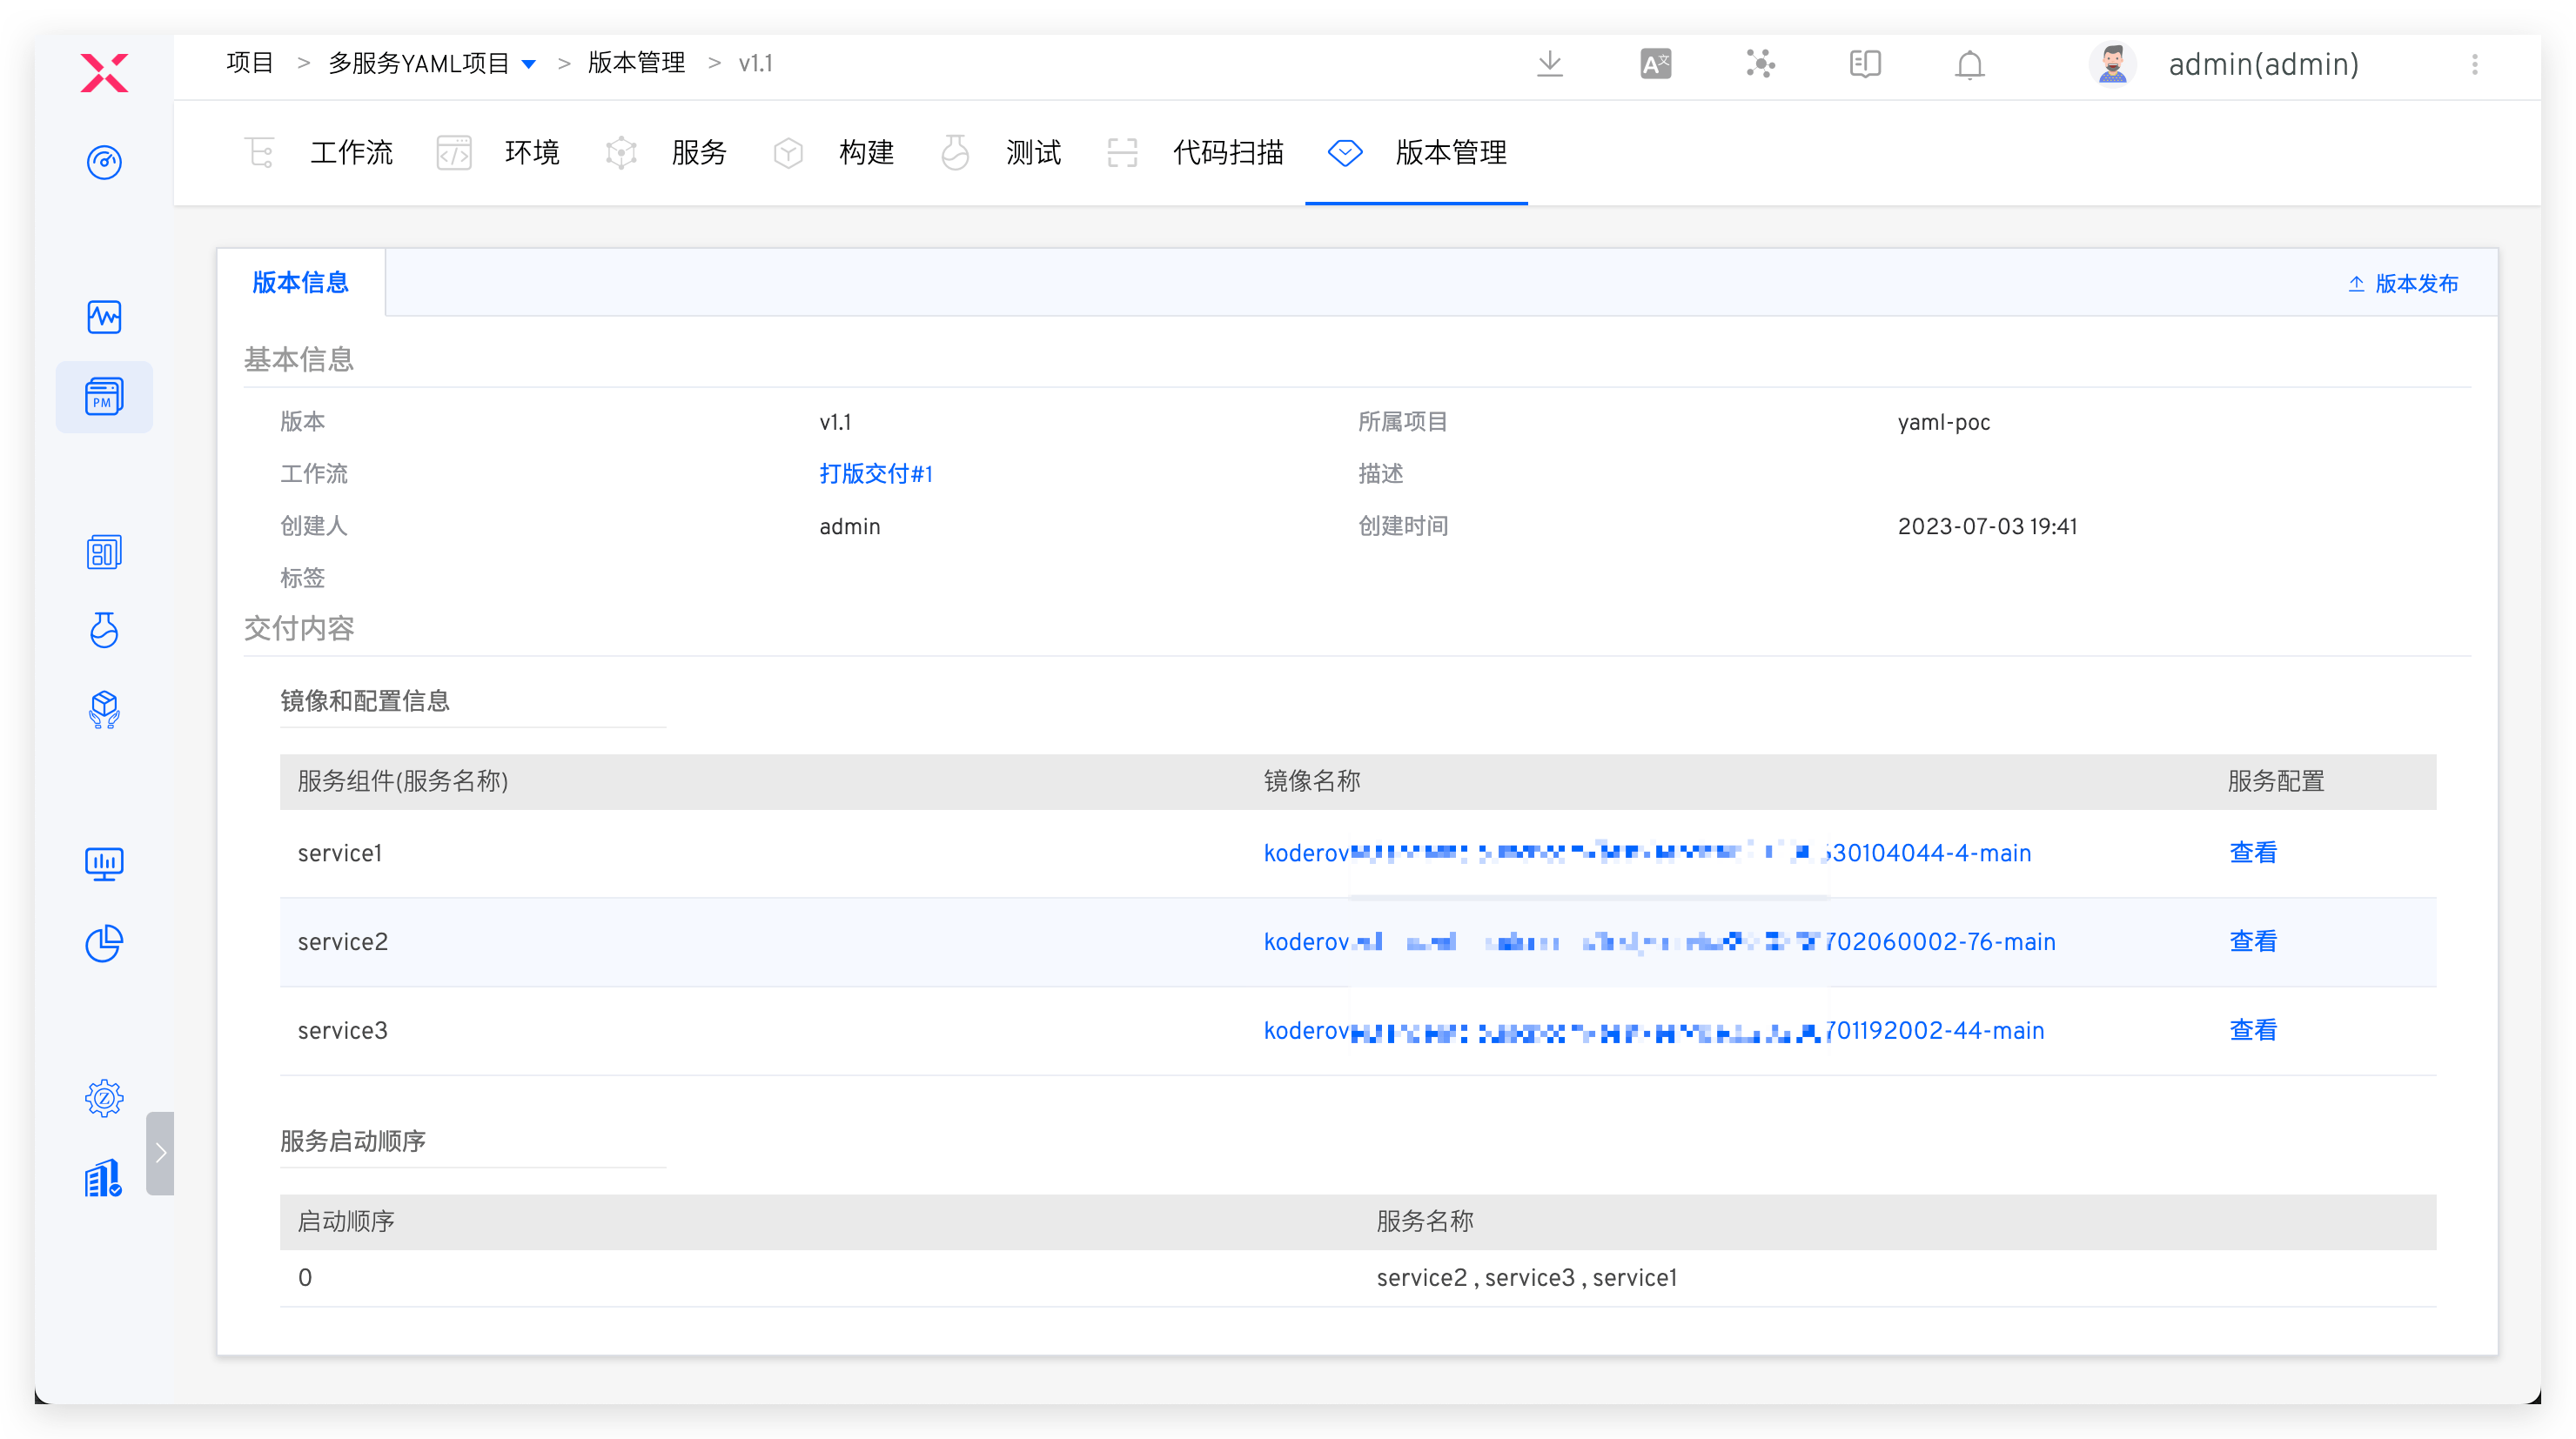 项目 > 多服务YAML项目 > 版本管理 > v1.1
admin(admin)
工作流 环境 服务 构建 测试 代码扫描 版本管理
版本信息 版本发布
基本信息
版本 v1.1 所属项目 yaml-poc
工作流 打版交付#1 描述
创建人 admin 创建时间 2023-07-03 19:41
标签
交付内容
镜像和配置信息
服务组件(服务名称) 镜像名称 服务配置
service1 koderov 30104044-4-main 查看
service2 koderov 702060002-76-main 查看
service3 koderov 701192002-44-main 查看
服务启动顺序
启动顺序 服务名称
0 service2 , service3 , service1
PM